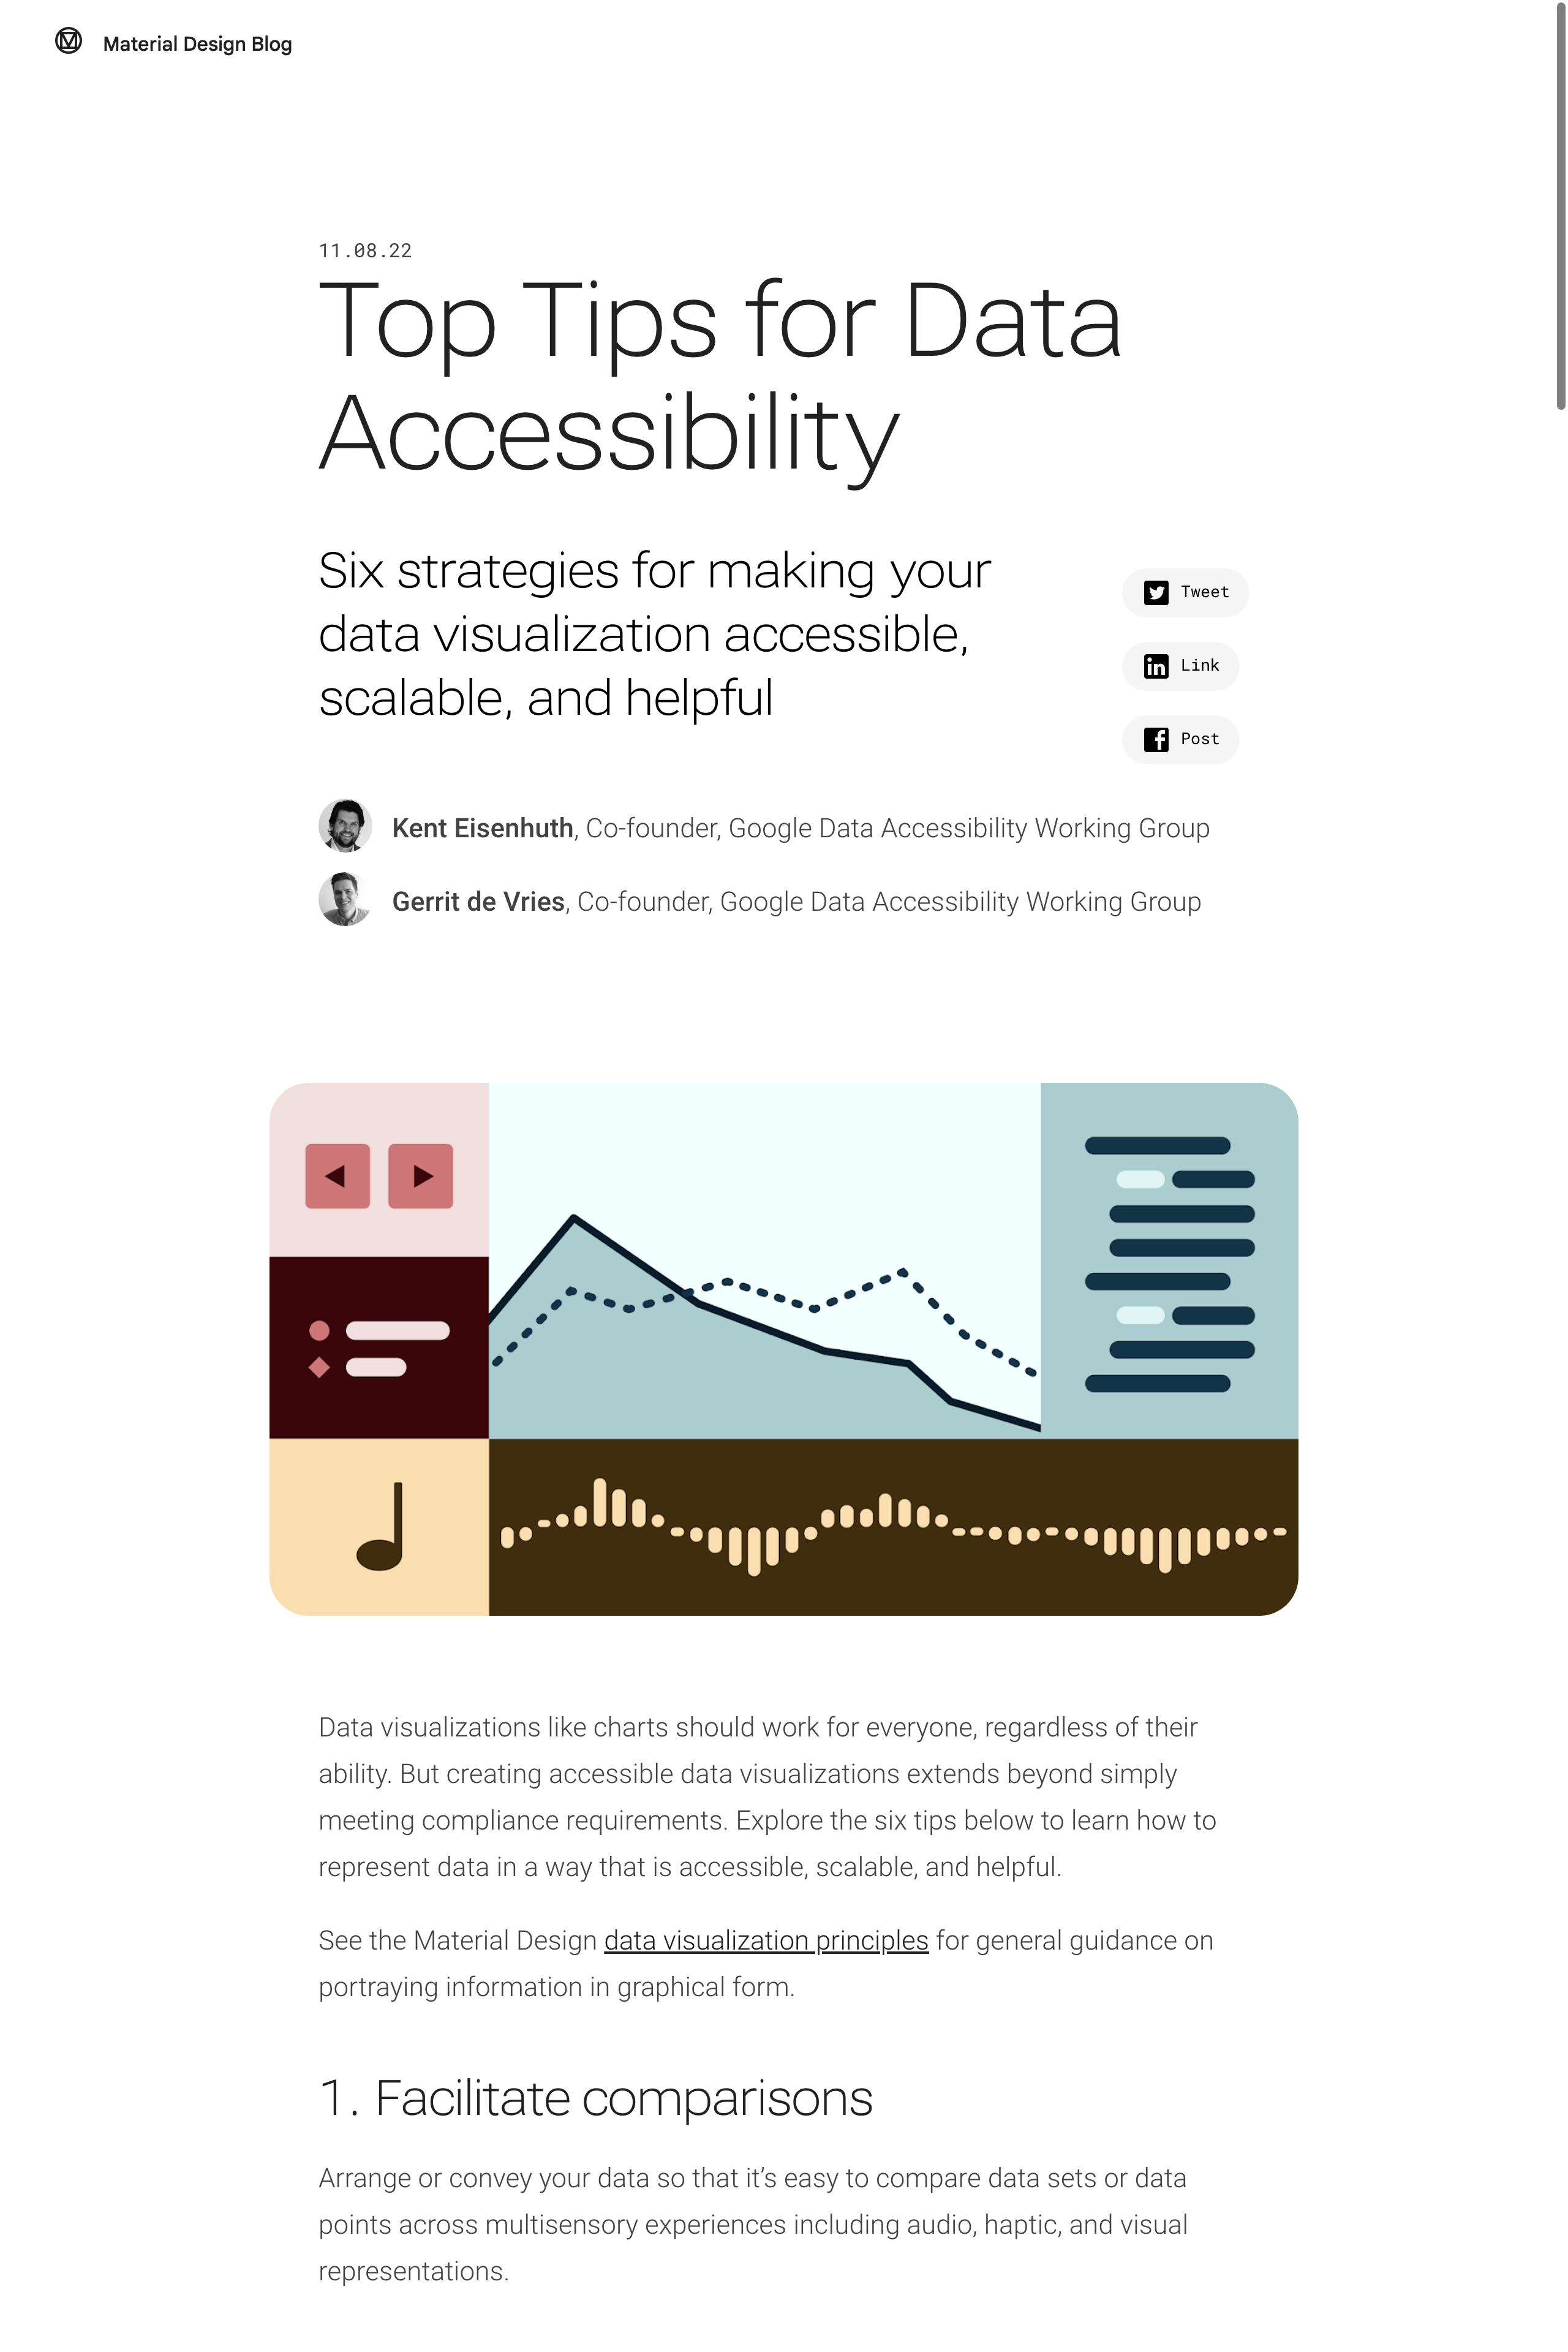 Material Design Blog
11.08.22
Top Tips for Data
Accessibility
Six strategies for making your
data visualization accessible,
scalable, and helpful
Tweet
Link
Post
Kent Eisenhuth, Co-founder, Google Data Accessibility Working Group
Gerrit de Vries, Co-founder, Google Data Accessibility Working Group
Data visualizations like charts should work for everyone, regardless of their
ability. But creating accessible data visualizations extends beyond simply
meeting compliance requirements. Explore the six tips below to learn how to
represent data in a way that is accessible, scalable, and helpful.
See the Material Design data visualization principles for general guidance on
portraying information in graphical form.
1. Facilitate comparisons
Arrange or convey your data so that it’s easy to compare data sets or data
points across multisensory experiences including audio, haptic, and visual
representations.